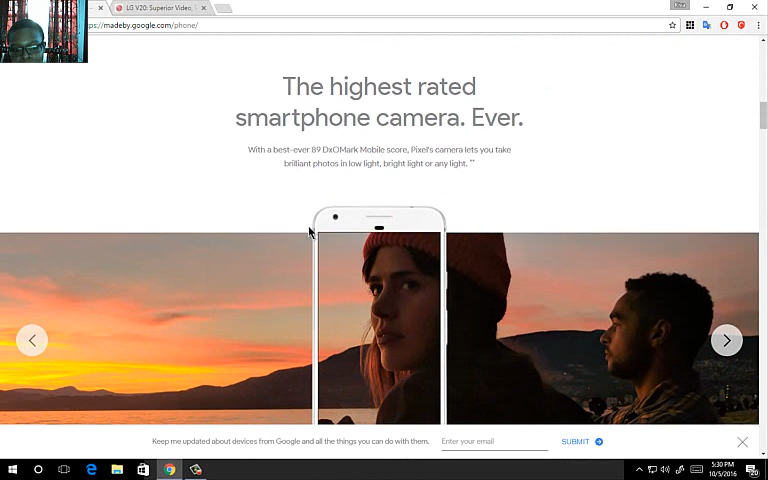 LG V20: Superior Video,
ps://madeby.google.com/phone/
The highest rated
smartphone camera. Ever.
With a best-ever 89 DxOMark Mobile score, Pixel's camera lets you take
brilliant photos in low light, bright light or any light.
Keep me updated about devices from Google and all the things you can do with them. Enter your email SUBMIT
5:30 PM
10/5/2016
20